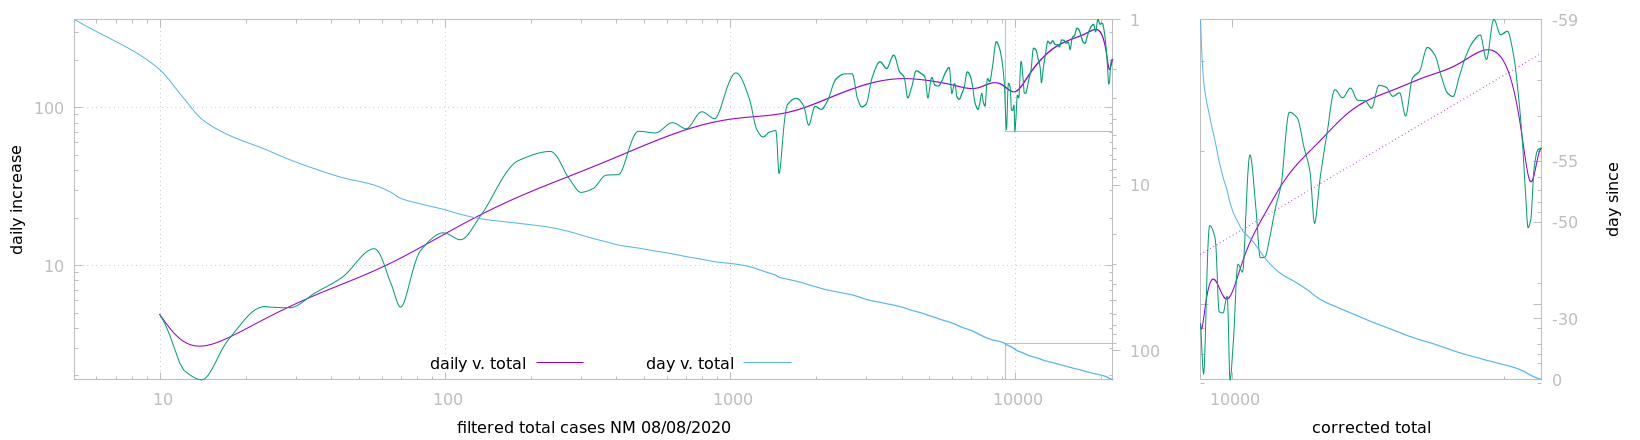 1
-59
100
daily increase
-55
10
day since
-50
10
-30
daily v. total
day v. total
100
0
10
100
1000
10000
10000
filtered total cases NM 08/08/2020
corrected total